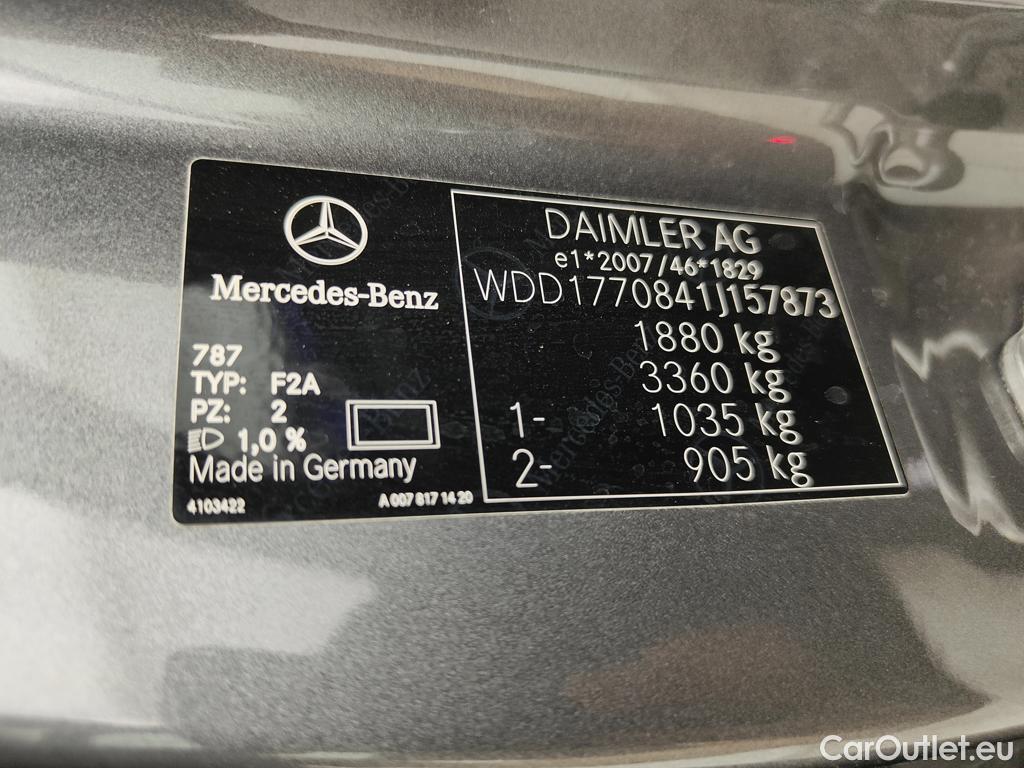 Mercedes-Benz
787
TYP: F2A
PZ: 2
1,0 %
Made in Germany
4103422
A 007 817 14 20
DAIMLER AG
e1*2007/46*1829
WDD1770841J157873
1880 kg
3360 kg
1- 1035 kg
2- 905 kg
CarOutlet.eu